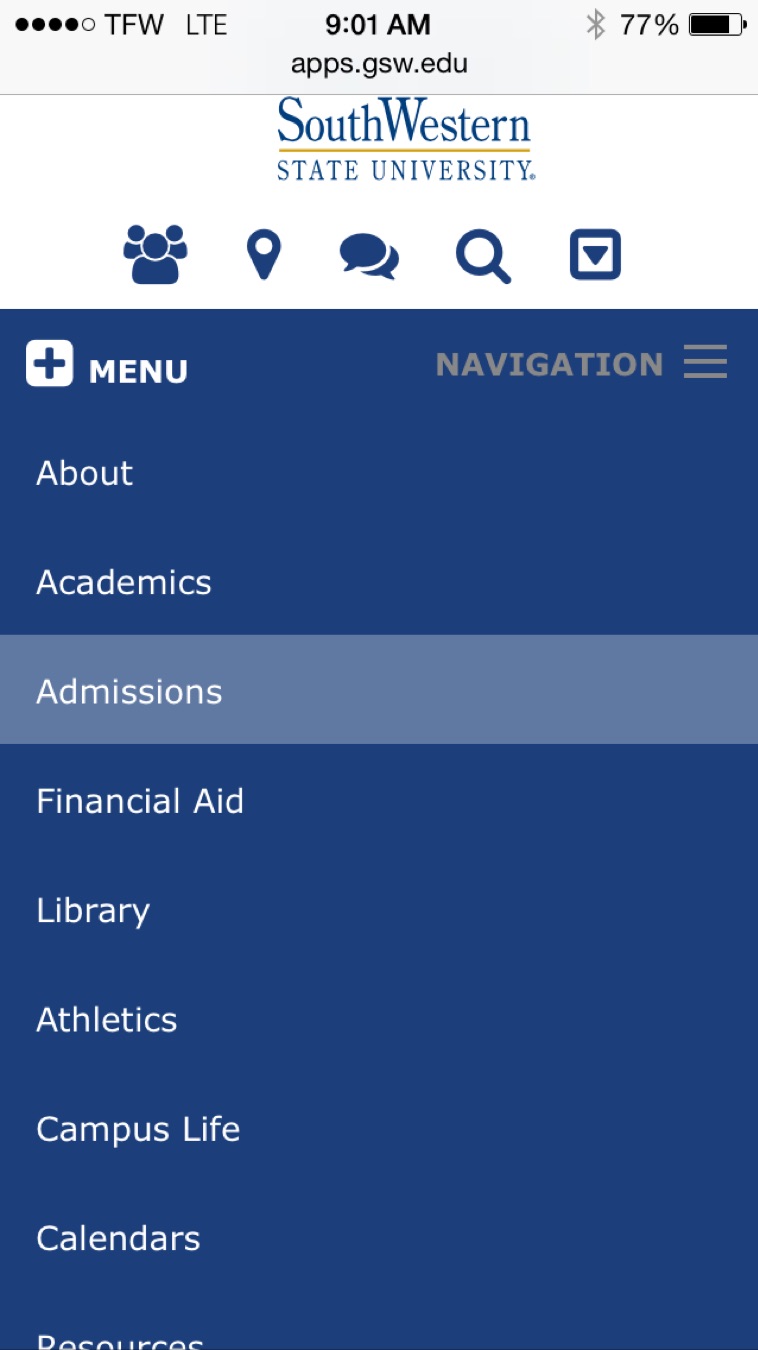 TFW LTE 9:01 AM 77%
apps.gsw.edu
SouthWestern
STATE UNIVERSITY®
MENU NAVIGATION
About
Academics
Admissions
Financial Aid
Library
Athletics
Campus Life
Calendars
Resources